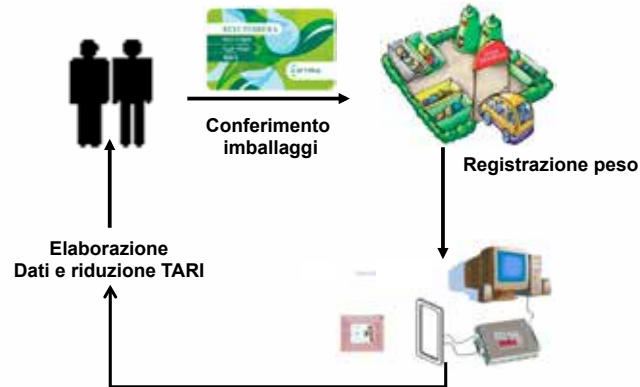 Conferimento
imballaggi
Registrazione peso
Elaborazione
Dati e riduzione TARI